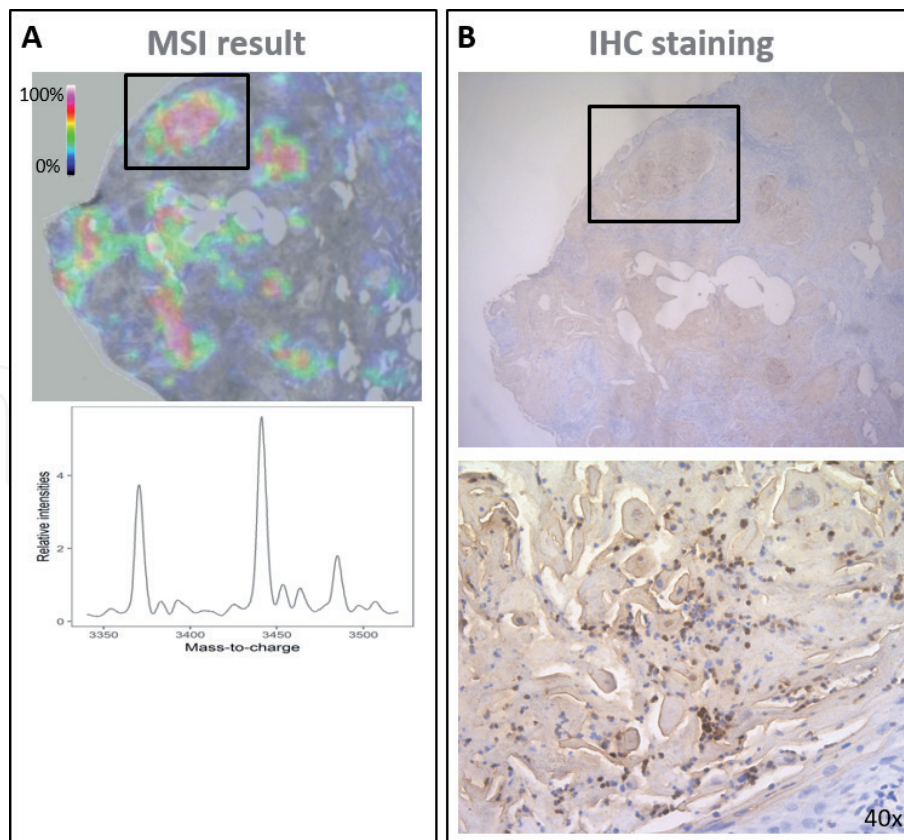 A
MSI result
100%
0%
Relative intensities
4
2
0
3350
3400
3450
3500
Mass-to-charge
B
IHC staining
40x